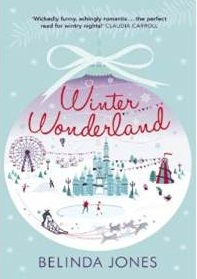 'Wickedly funny, achingly romantic... the perfect
read for wintry nights!' CLAUDIA CARROLL
Winter
Wonderland
BELINDA JONES